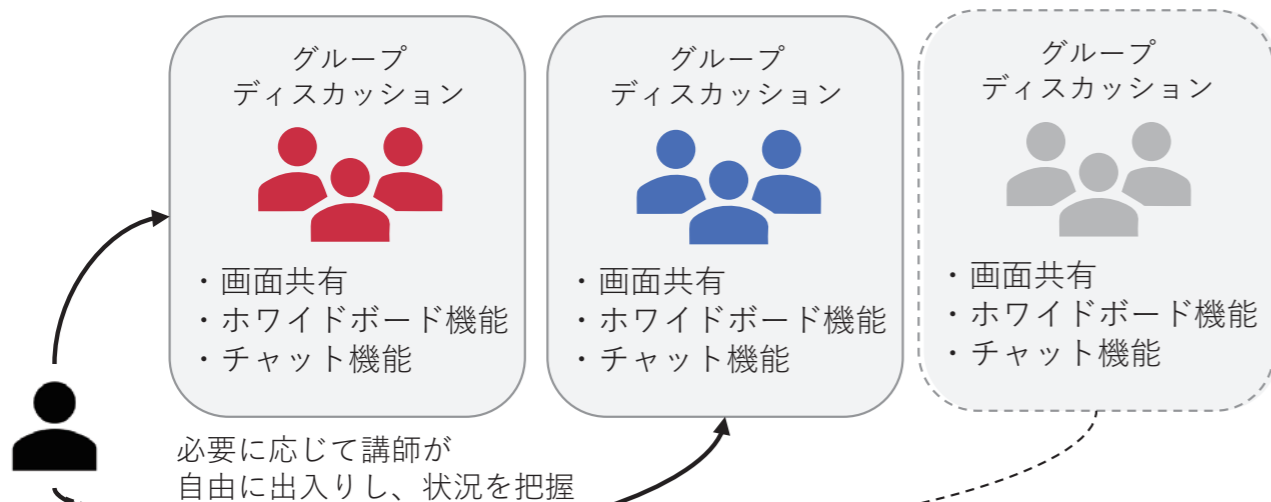 グループ
ディスカッション
・画面共有
・ホワイドボード機能
・チャット機能
グループ
ディスカッション
・画面共有
・ホワイドボード機能
・チャット機能
グループ
ディスカッション
・画面共有
・ホワイドボード機能
・チャット機能
必要に応じて講師が
自由に出入りし、状況を把握